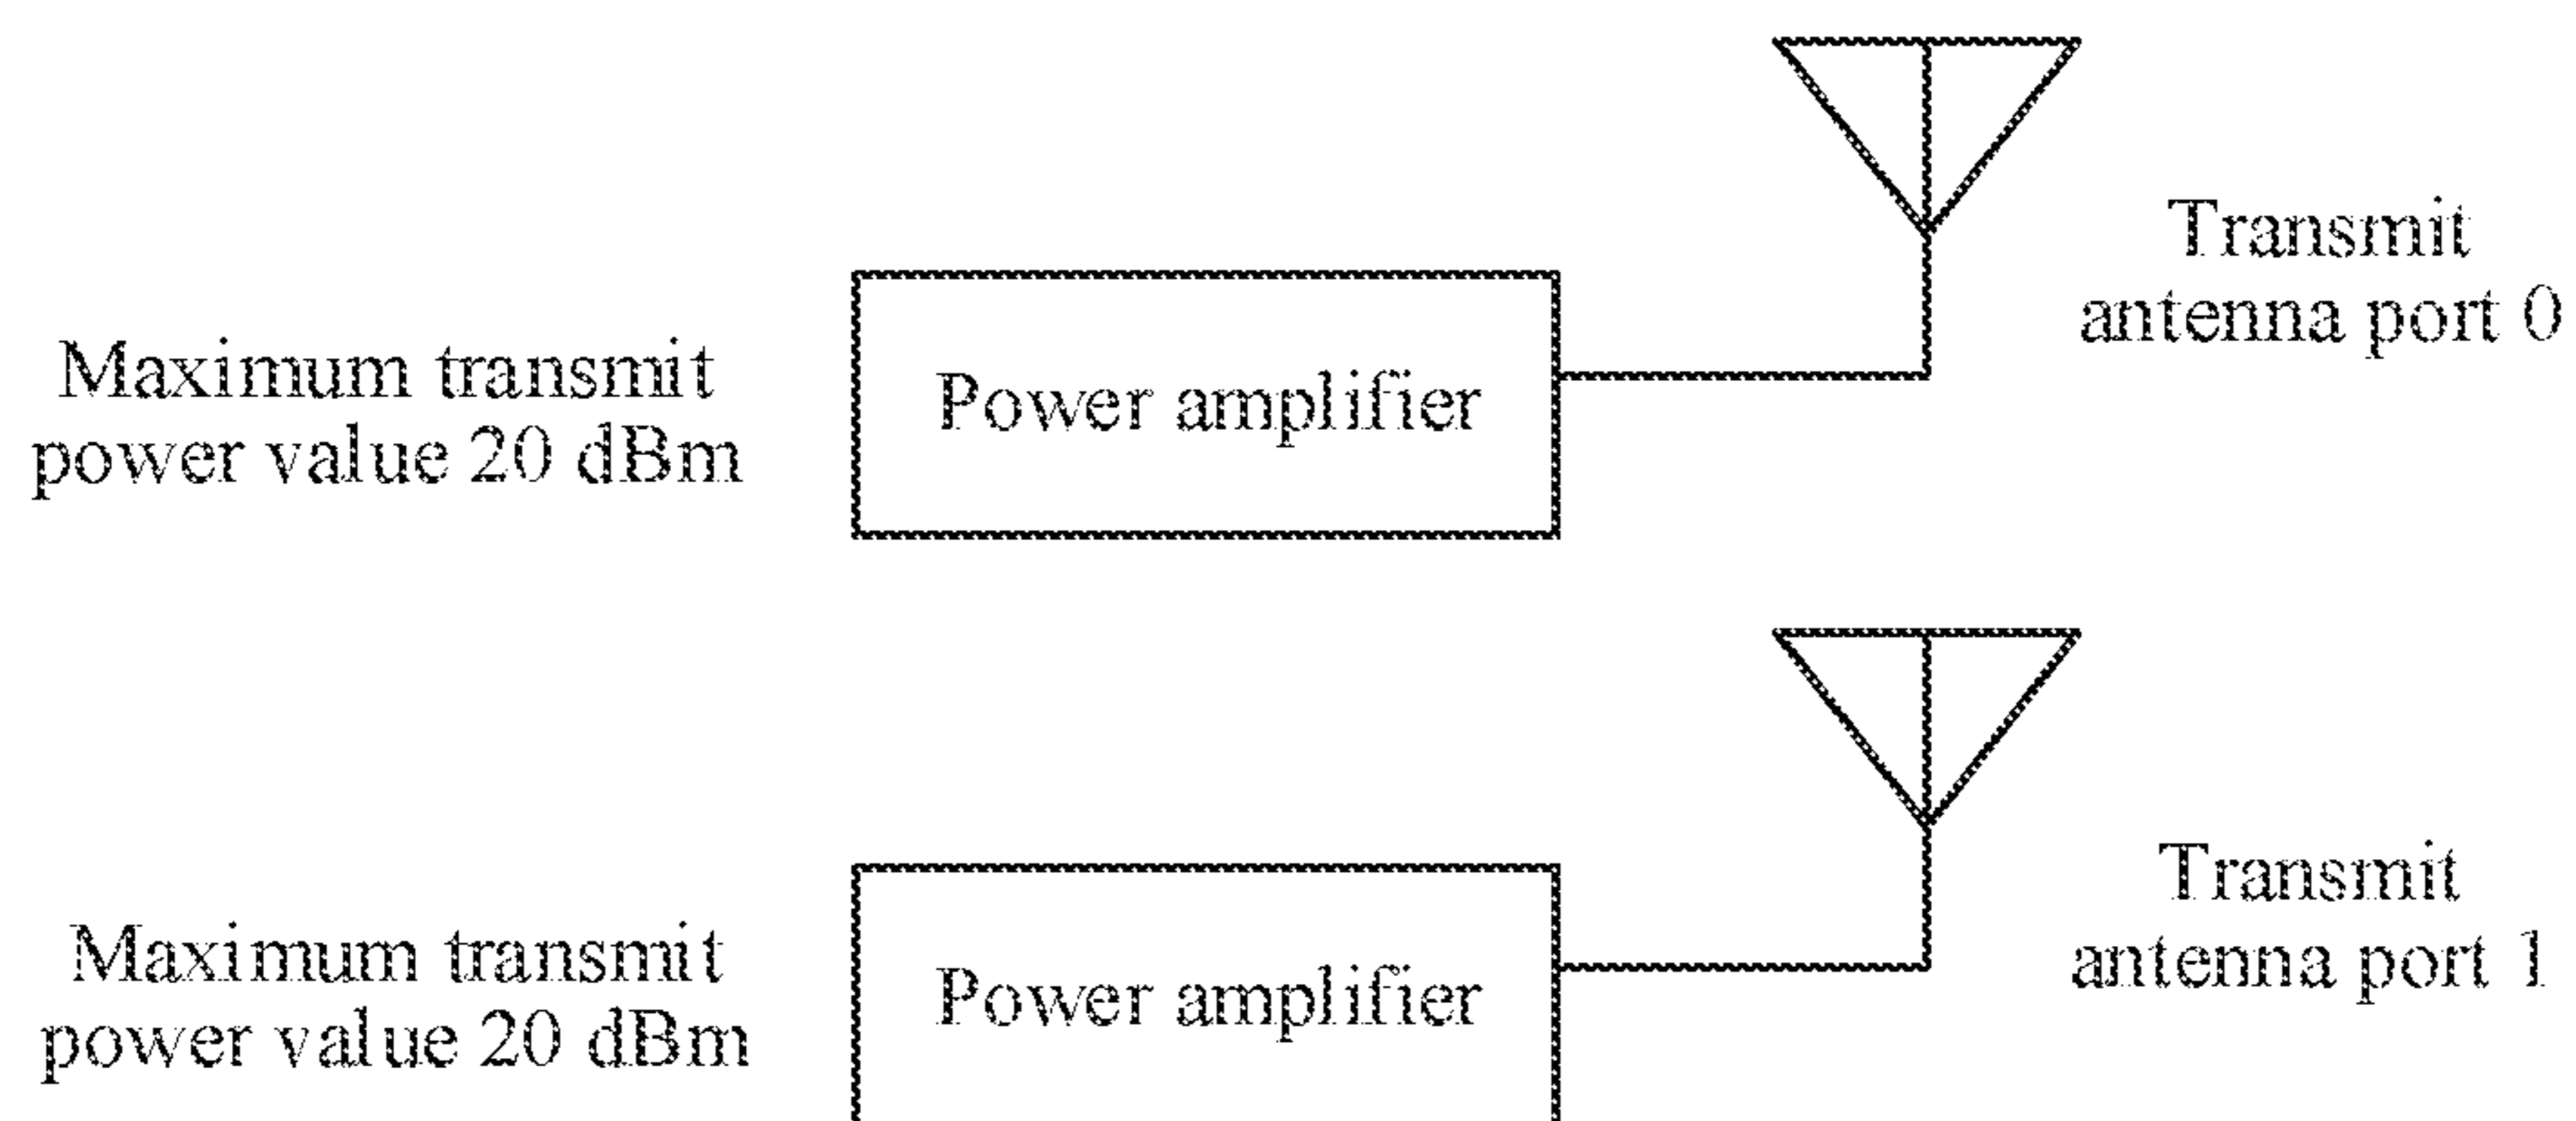 Transmit
antenna port 0
Maximum transmit
power value 20 dBm
Power amplifier
Transmit
antenna port 1
Maximum transmit
power value 20 dBm
Power amplifier